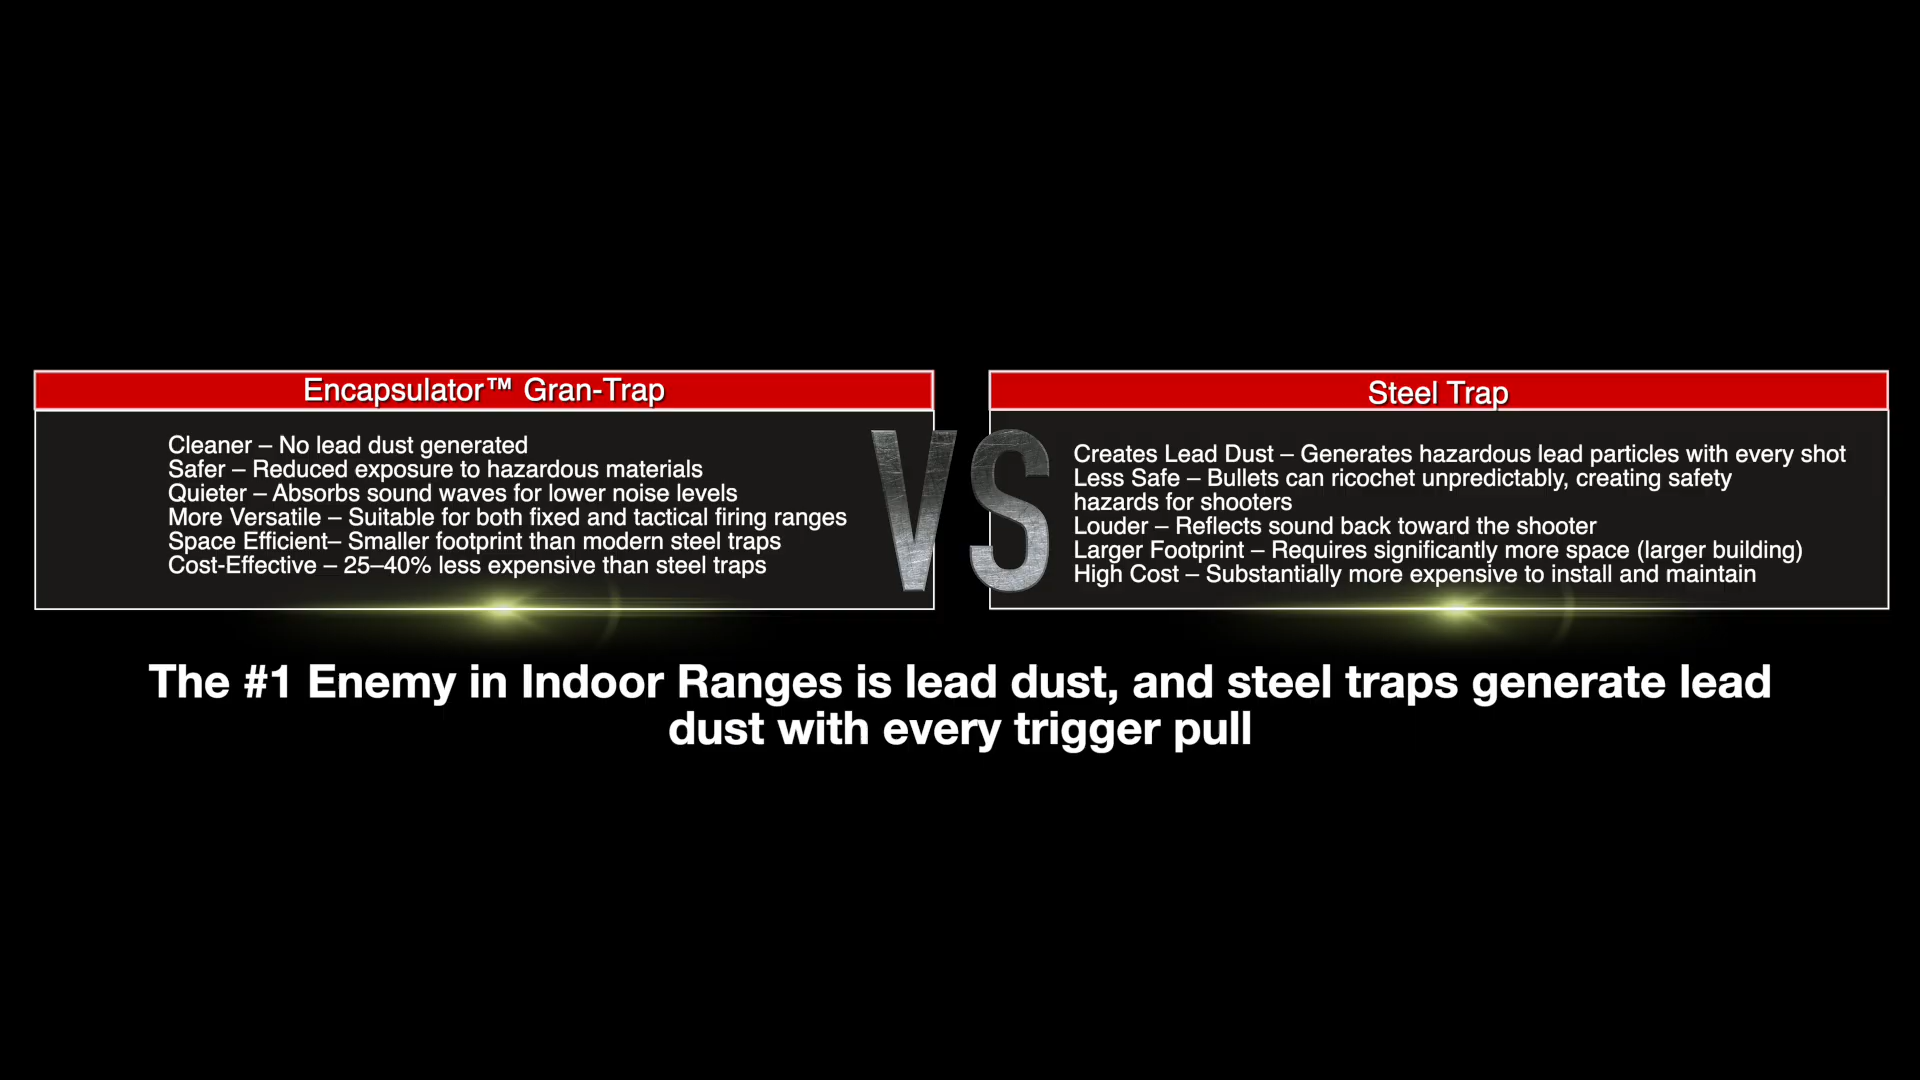 Encapsulator™ Gran-Trap
Cleaner – No lead dust generated
Safer – Reduced exposure to hazardous materials
Quieter – Absorbs sound waves for lower noise levels
More Versatile – Suitable for both fixed and tactical firing ranges
Space Efficient– Smaller footprint than modern steel traps
Cost-Effective – 25–40% less expensive than steel traps
VS
Steel Trap
Creates Lead Dust – Generates hazardous lead particles with every shot
Less Safe – Bullets can ricochet unpredictably, creating safety
hazards for shooters
Louder – Reflects sound back toward the shooter
Larger Footprint – Requires significantly more space (larger building)
High Cost – Substantially more expensive to install and maintain
The #1 Enemy in Indoor Ranges is lead dust, and steel traps generate lead
dust with every trigger pull